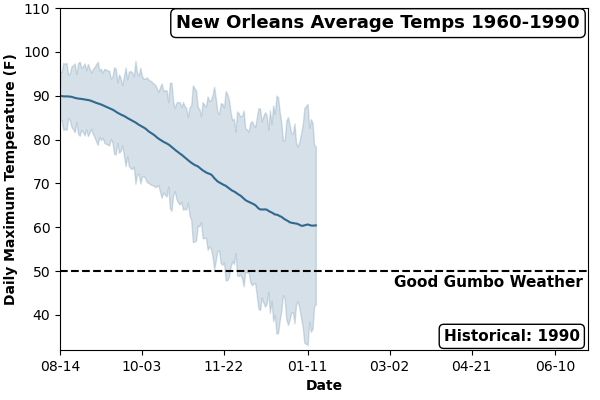 New Orleans Average Temps 1960-1990
Daily Maximum Temperature (F)
110
100
90
80
70
60
50
40
Good Gumbo Weather
Historical: 1990
08-14 10-03 11-22 01-11 03-02 04-21 06-10
Date